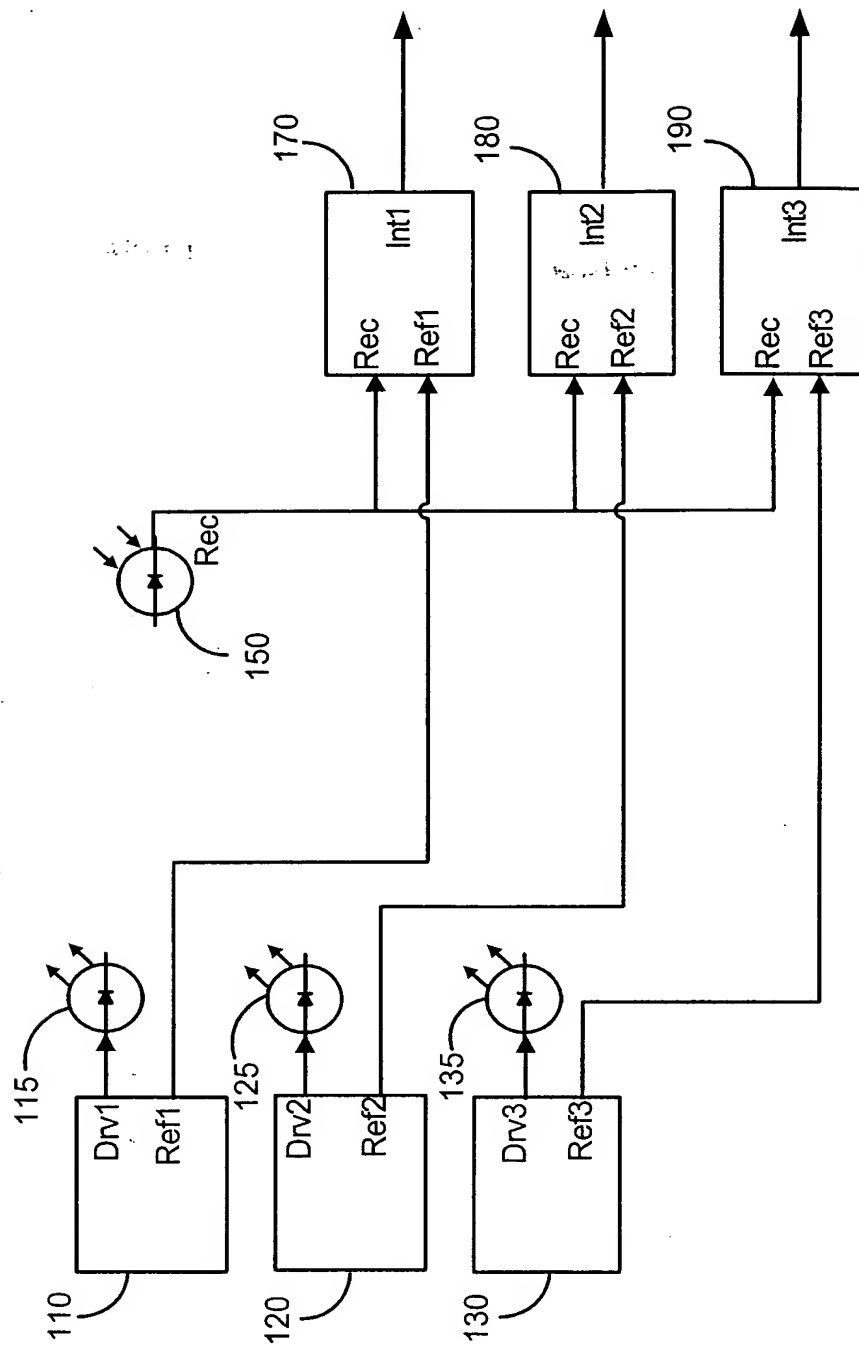 110
115
Drv1
Ref1
120
125
Drv2
Ref2
130
135
Drv3
Ref3
150
Rec
170
Rec
Ref1
Int1
180
Rec
Ref2
Int2
190
Rec
Ref3
Int3